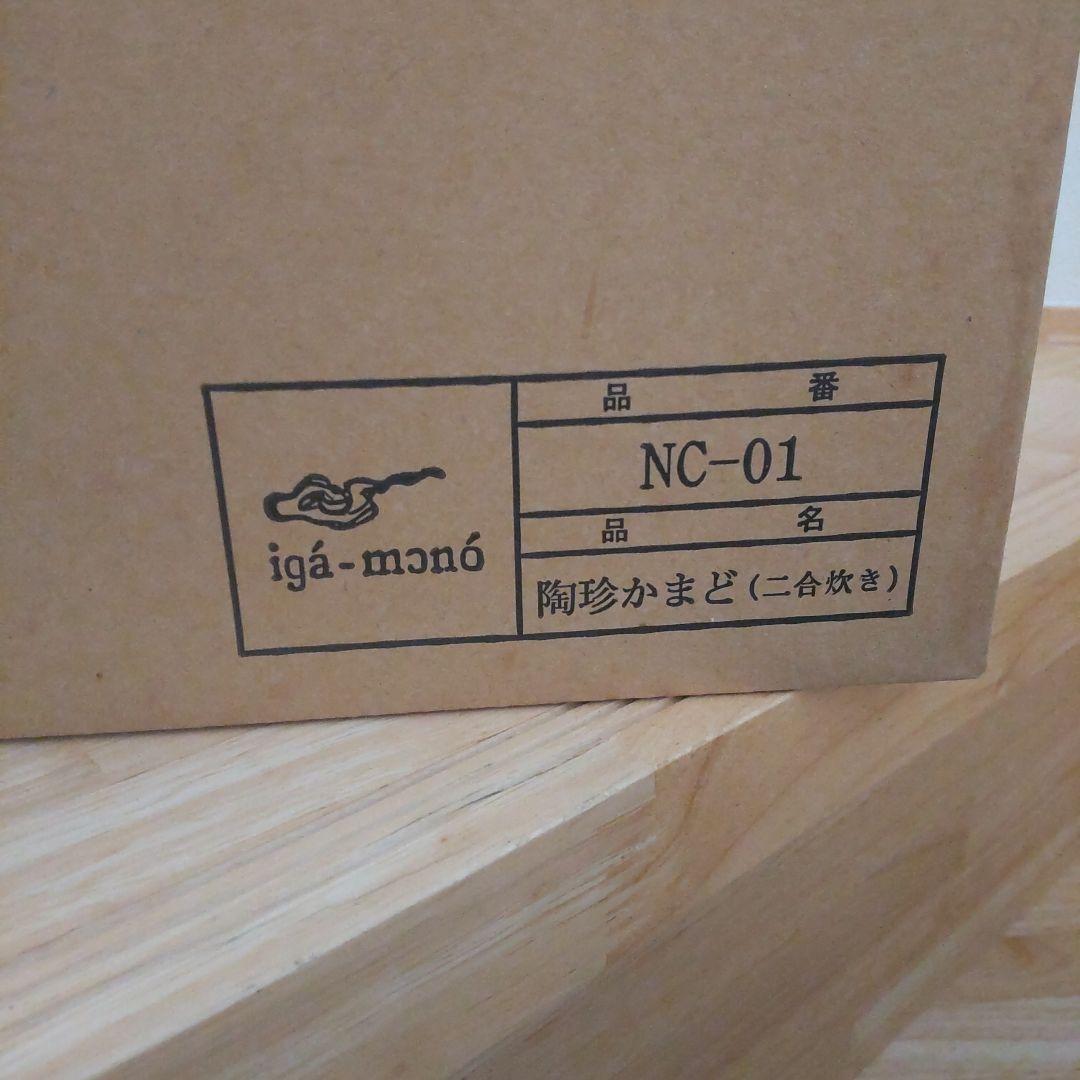 igá-mɔnó
品 番
NC-01
品 名
陶珍かまど(二合炊き)